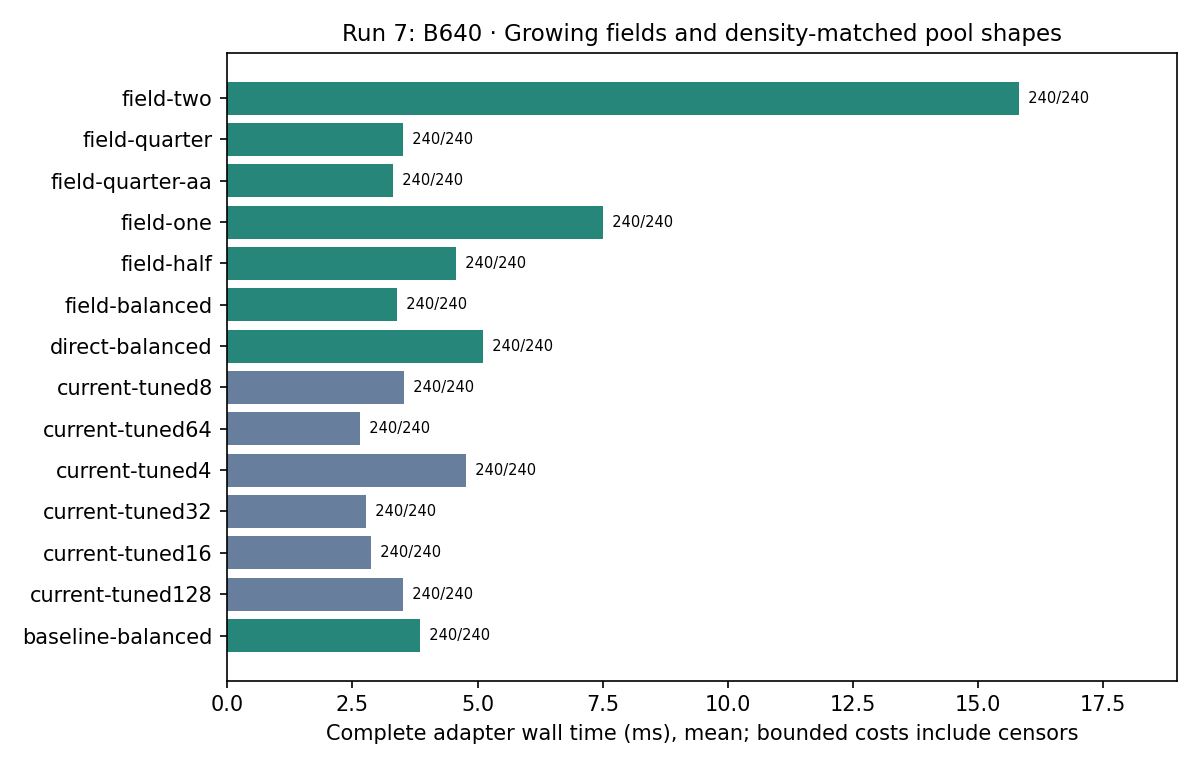 Run 7: B640 · Growing fields and density-matched pool shapes
field-two 240/240
field-quarter 240/240
field-quarter-aa 240/240
field-one 240/240
field-half 240/240
field-balanced 240/240
direct-balanced 240/240
current-tuned8 240/240
current-tuned64 240/240
current-tuned4 240/240
current-tuned32 240/240
current-tuned16 240/240
current-tuned128 240/240
baseline-balanced 240/240
0.0 2.5 5.0 7.5 10.0 12.5 15.0 17.5
Complete adapter wall time (ms), mean; bounded costs include censors